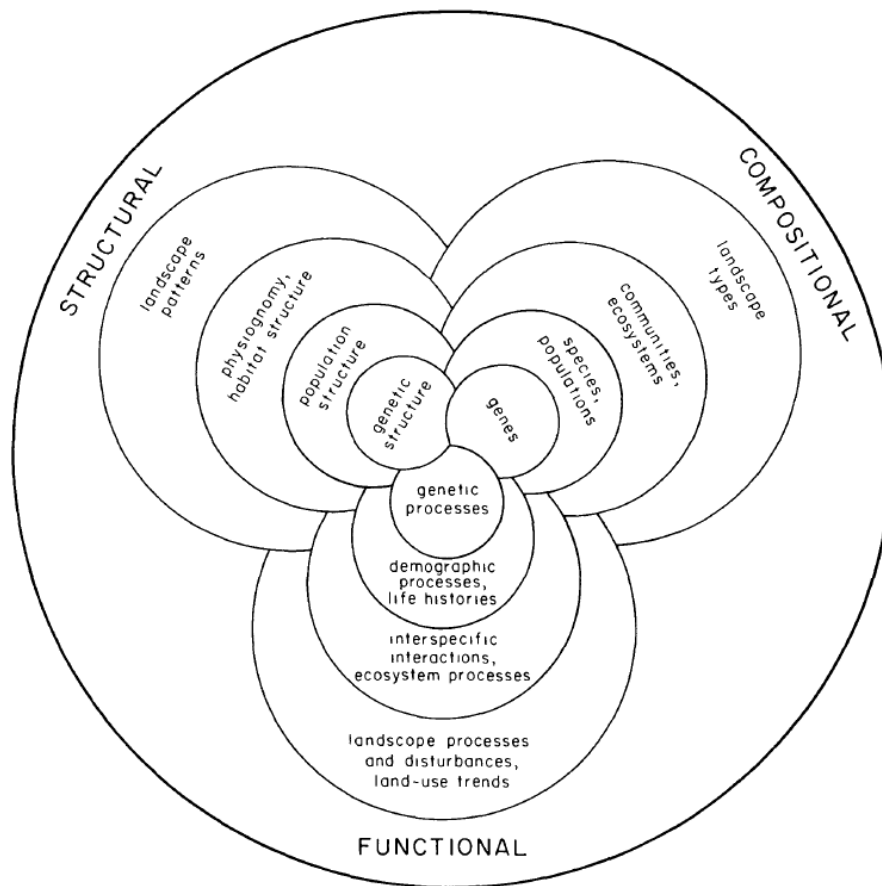 STRUCTURAL
landscape
patterns
physiognomy,
habitat structure
population
structure
genetic
structure
COMPOSITIONAL
landscape
types
communities,
ecosystems
species,
populations
genes
genetic
processes
demographic
processes,
life histories
interspecific
interactions,
ecosystem processes
landscape processes
and disturbances,
land-use trends
FUNCTIONAL